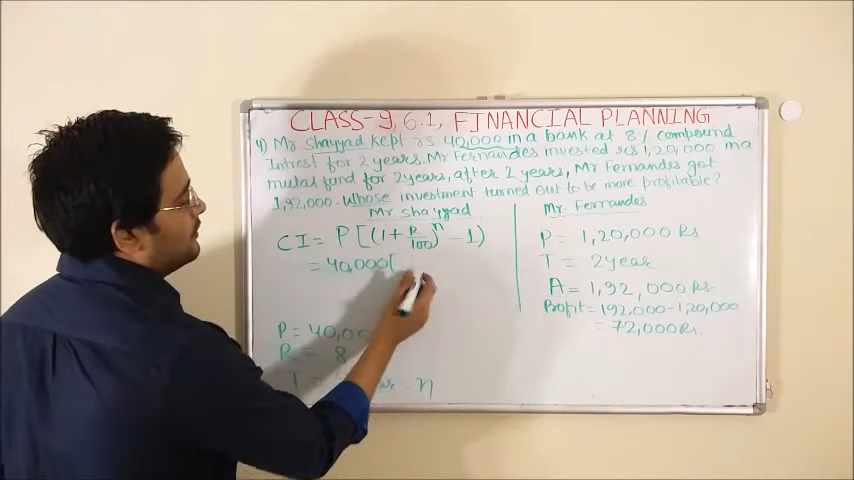 CLASS-9, 6.1, FINANCIAL PLANNING
4) Mr Shayyad kept rs 40,000 in a bank at 8 / compound
Intrest for 2 years. Mr Fernandes invested rs 1,20,000 in a
mutal fund for 2 years, after 2 years, Mr Fernandes got
1,92,000. Whose investment turned out to be more profitable?
Mr Shayyad
CI = P[(1+R/100)^n - 1)
= 40,000(
P = 40,00
R = 8
= n
Mr. Fernandes
P = 1,20,000 Rs
T = 2year
A = 1,92,000 Rs.
Profit = 192,000-1,20,000
= 72,000Rs.